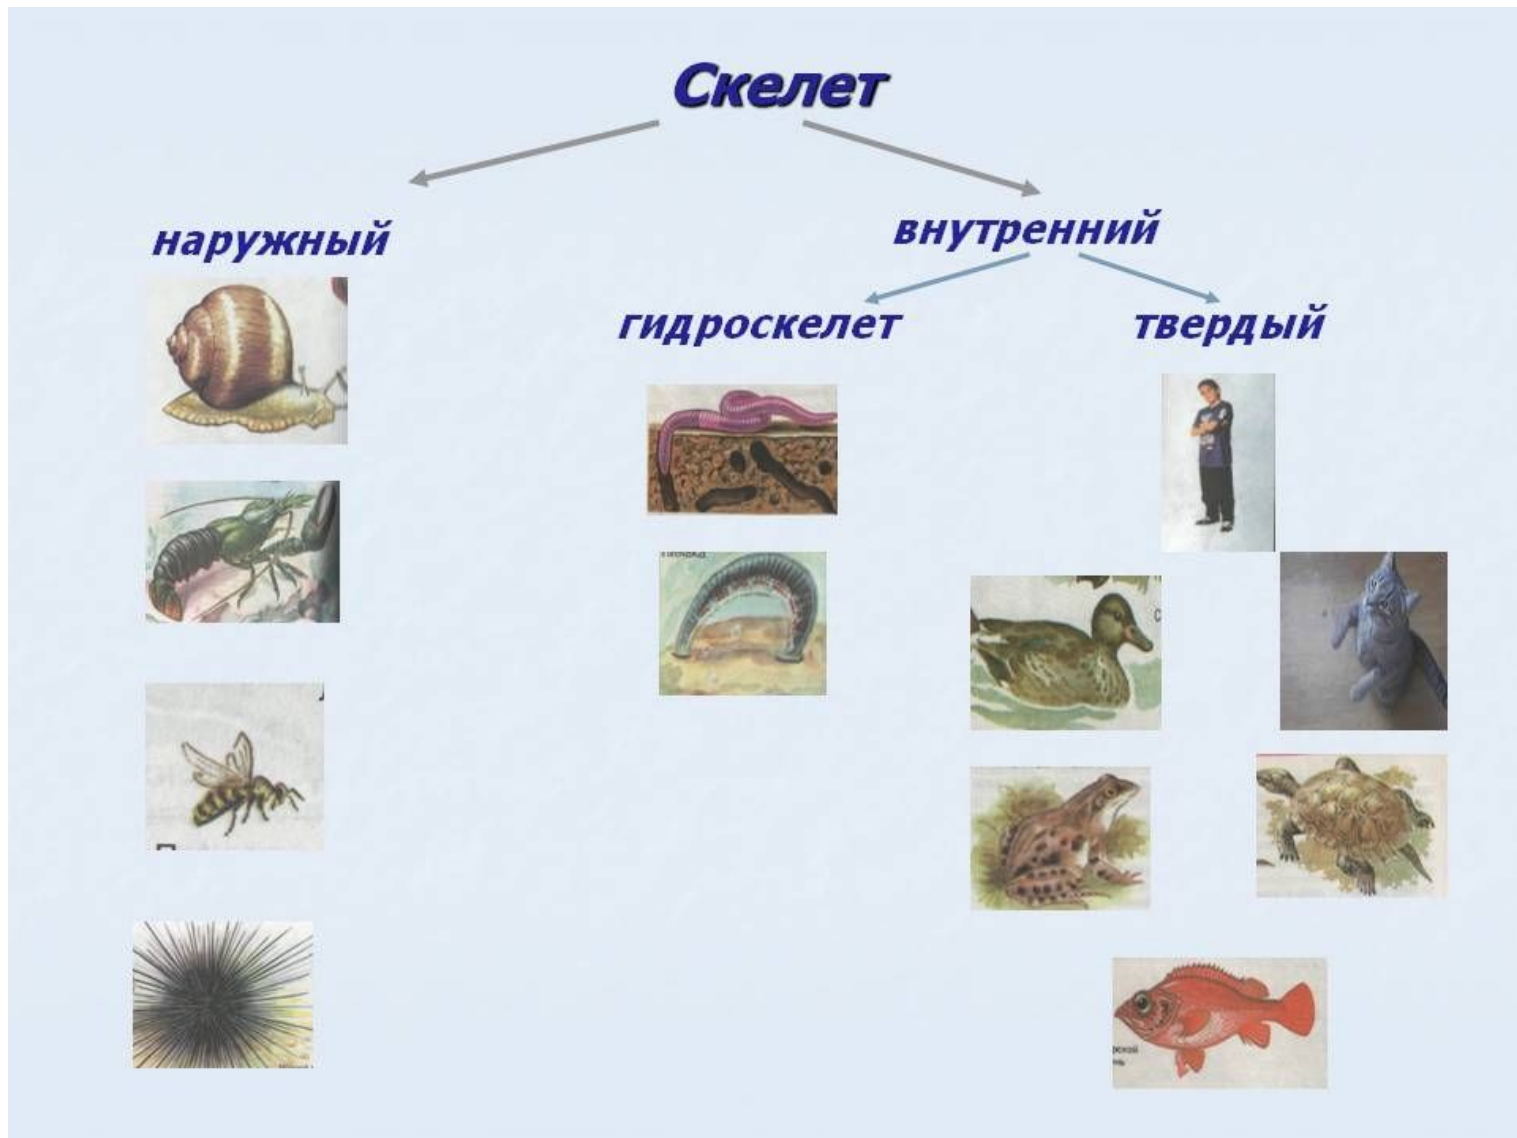 Скелет
наружный
внутренний
гидроскелет
твердый